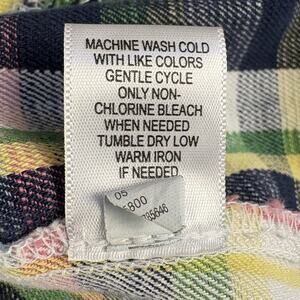 MACHINE WASH COLD
WITH LIKE COLORS
GENTLE CYCLE
ONLY NON-
CHLORINE BLEACH
WHEN NEEDED
TUMBLE DRY LOW
WARM IRON
IF NEEDED